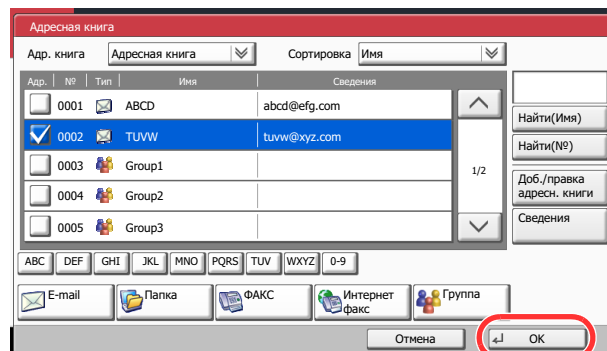 Адресная книга
Адр. книга Адресная книга Сортировка Имя
Адр. № Тип Имя Сведения
0001 ABCD abcd@efg.com
0002 TUVW tuvw@xyz.com
0003 Group1
0004 Group2
0005 Group3
1/2
Найти(Имя)
Найти(№)
Доб./правка
адресн. книги
Сведения
ABC DEF GHI JKL MNO PQRS TUV WXYZ 0-9
E-mail Папка ФАКС Интернет
факс Группа
Отмена OK